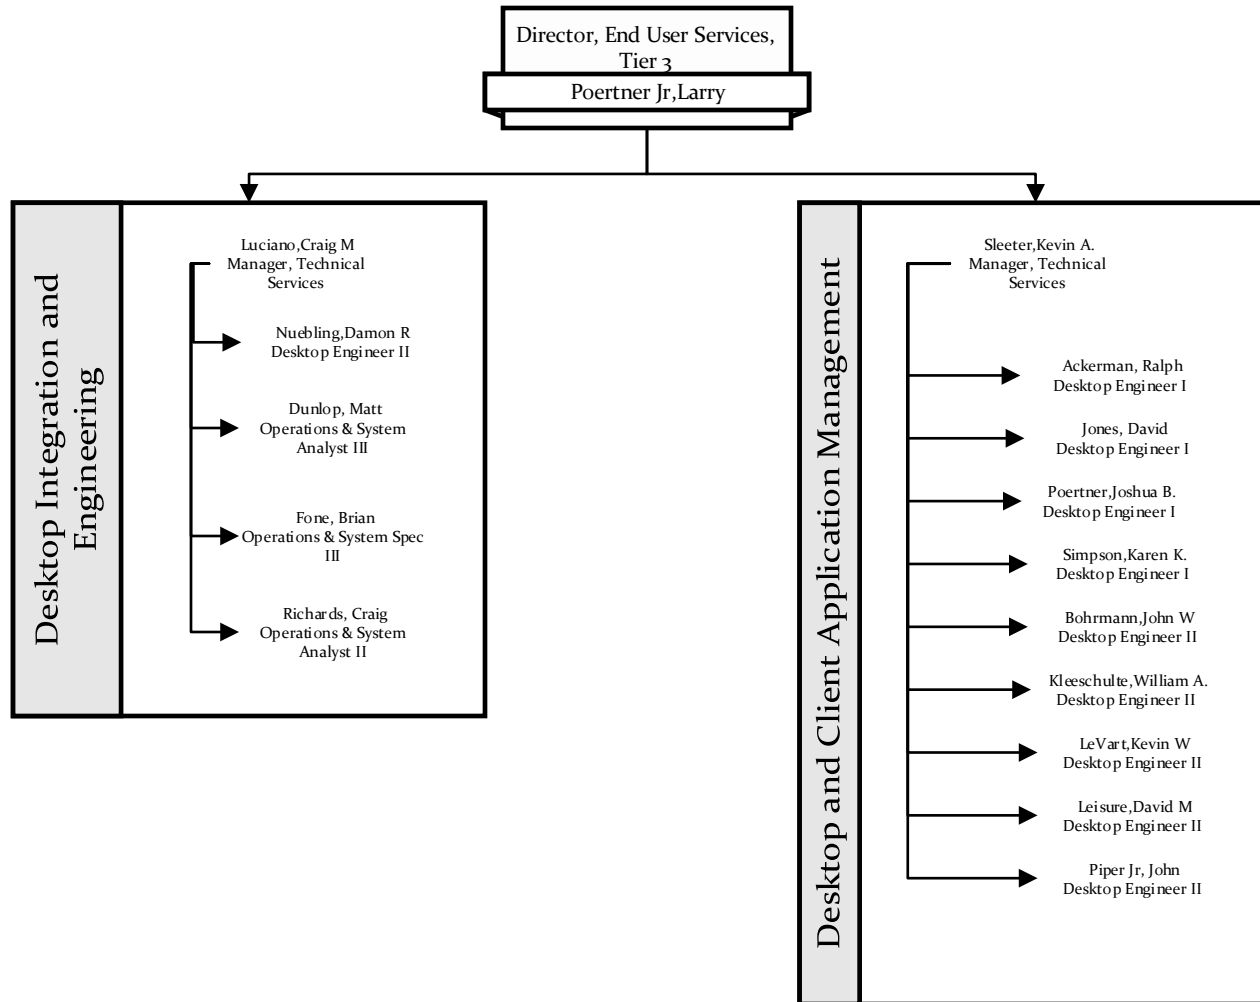 Director, End User Services,
Tier 3
Poertner Jr,Larry
Desktop Integration and
Engineering
Luciano,Craig M
Manager, Technical
Services
Nuebling,Damon R
Desktop Engineer II
Dunlop, Matt
Operations & System
Analyst III
Fone, Brian
Operations & System Spec
III
Richards, Craig
Operations & System
Analyst II
Desktop and Client Application Management
Sleeter,Kevin A.
Manager, Technical
Services
Ackerman, Ralph
Desktop Engineer I
Jones, David
Desktop Engineer I
Poertner,Joshua B.
Desktop Engineer I
Simpson,Karen K.
Desktop Engineer I
Bohrmann,John W
Desktop Engineer II
Kleeschulte,William A.
Desktop Engineer II
LeVart,Kevin W
Desktop Engineer II
Leisure,David M
Desktop Engineer II
Piper Jr, John
Desktop Engineer II